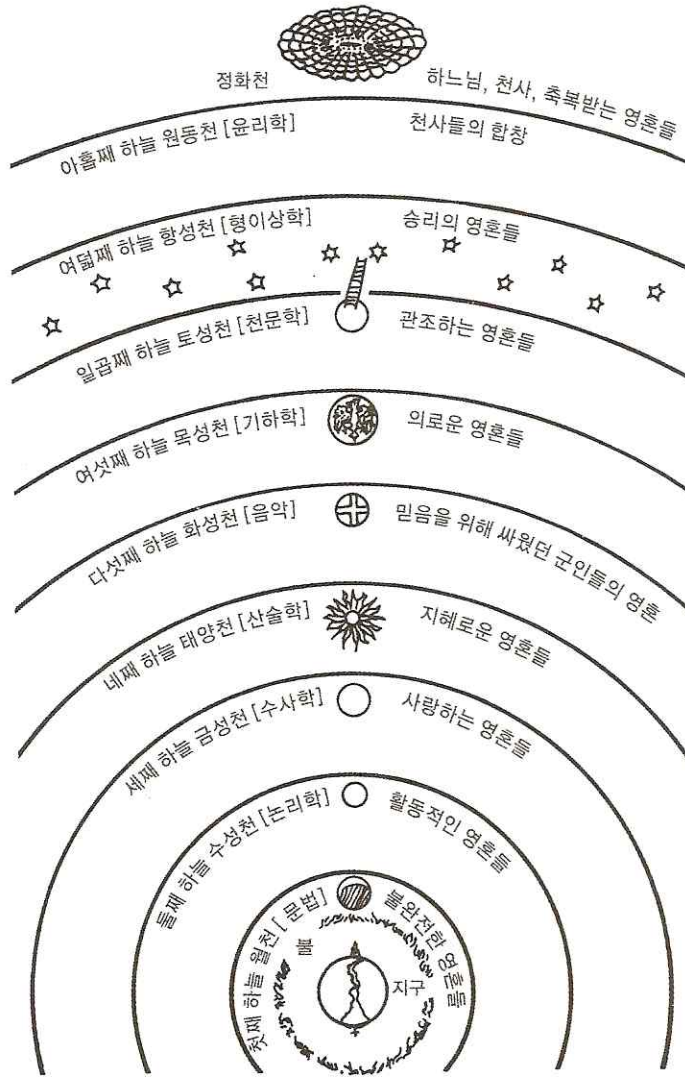 정화천
하느님, 천사, 축복받는 영혼들
아홉째 하늘 원동천 [윤리학]
천사들의 합창
여덟째 하늘 항성천 [형이상학]
승리의 영혼들
일곱째 하늘 토성천 [천문학]
관조하는 영혼들
여섯째 하늘 목성천 [기하학]
의로운 영혼들
다섯째 하늘 화성천 [음악]
믿음을 위해 싸웠던 군인들의 영혼
네째 하늘 태양천 [산술학]
지혜로운 영혼들
세째 하늘 금성천 [수사학]
사랑하는 영혼들
둘째 하늘 수성천 [논리학]
활동적인 영혼들
첫째 하늘 월천 [문법]
불완전한 영혼들
불
지구